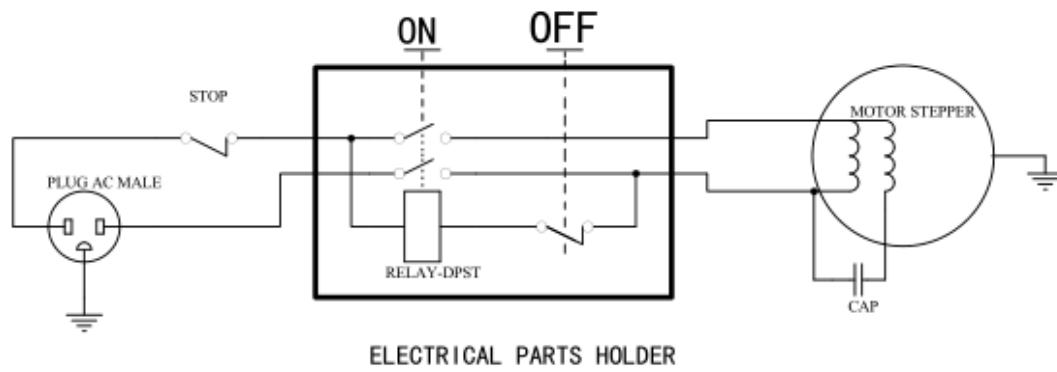 ON
OFF
STOP
MOTOR STEPPER
PLUG AC MALE
RELAY-DPST
CAP
ELECTRICAL PARTS HOLDER